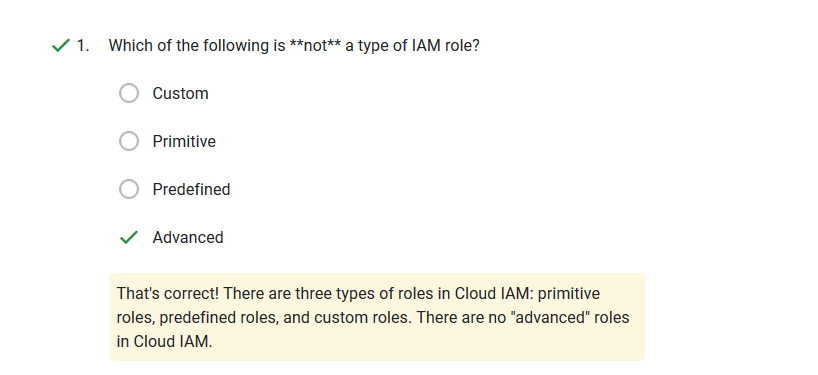 1. Which of the following is **not** a type of IAM role?
Custom
Primitive
Predefined
Advanced
That's correct! There are three types of roles in Cloud IAM: primitive
roles, predefined roles, and custom roles. There are no "advanced" roles
in Cloud IAM.